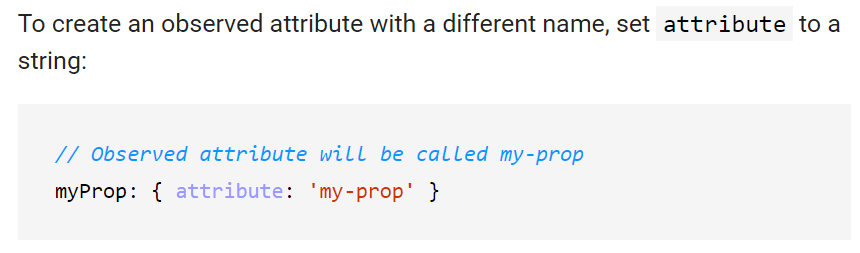 To create an observed attribute with a different name, set attribute to a
string:
// Observed attribute will be called my-prop
myProp: { attribute: 'my-prop' }